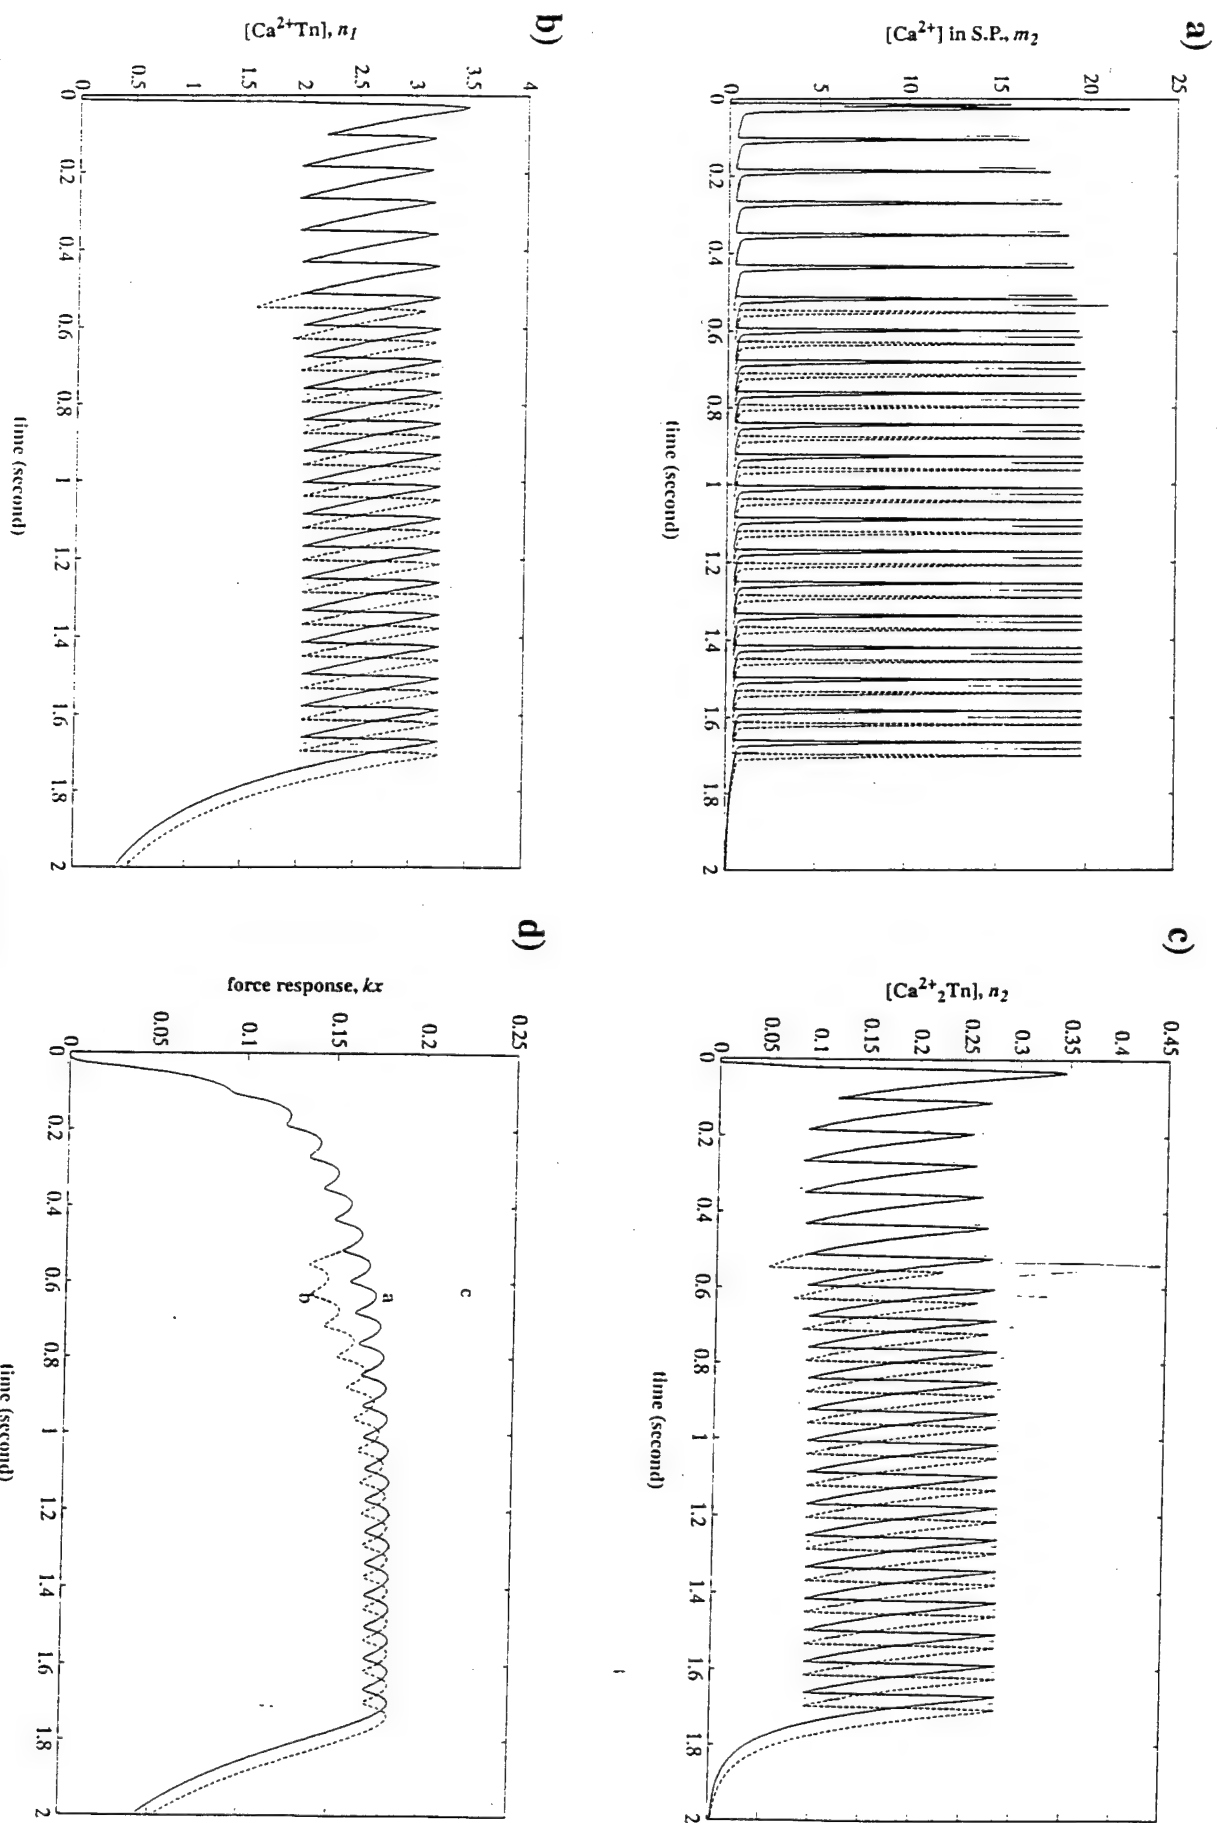 a)
[Ca2+] in S.P., m2
0 5 10 15 20 25
0 0.2 0.4 0.6 0.8 1 1.2 1.4 1.6 1.8 2
time (second)
b)
[Ca2+Tn], n1
0 0.5 1 1.5 2 2.5 3 3.5 4
0 0.2 0.4 0.6 0.8 1 1.2 1.4 1.6 1.8 2
time (second)
c)
[Ca2+2Tn], n2
0 0.05 0.1 0.15 0.2 0.25 0.3 0.35 0.4 0.45
0 0.2 0.4 0.6 0.8 1 1.2 1.4 1.6 1.8 2
time (second)
d)
force response, kx
0 0.05 0.1 0.15 0.2 0.25
0 0.2 0.4 0.6 0.8 1 1.2 1.4 1.6 1.8 2
c
a
b
time (second)